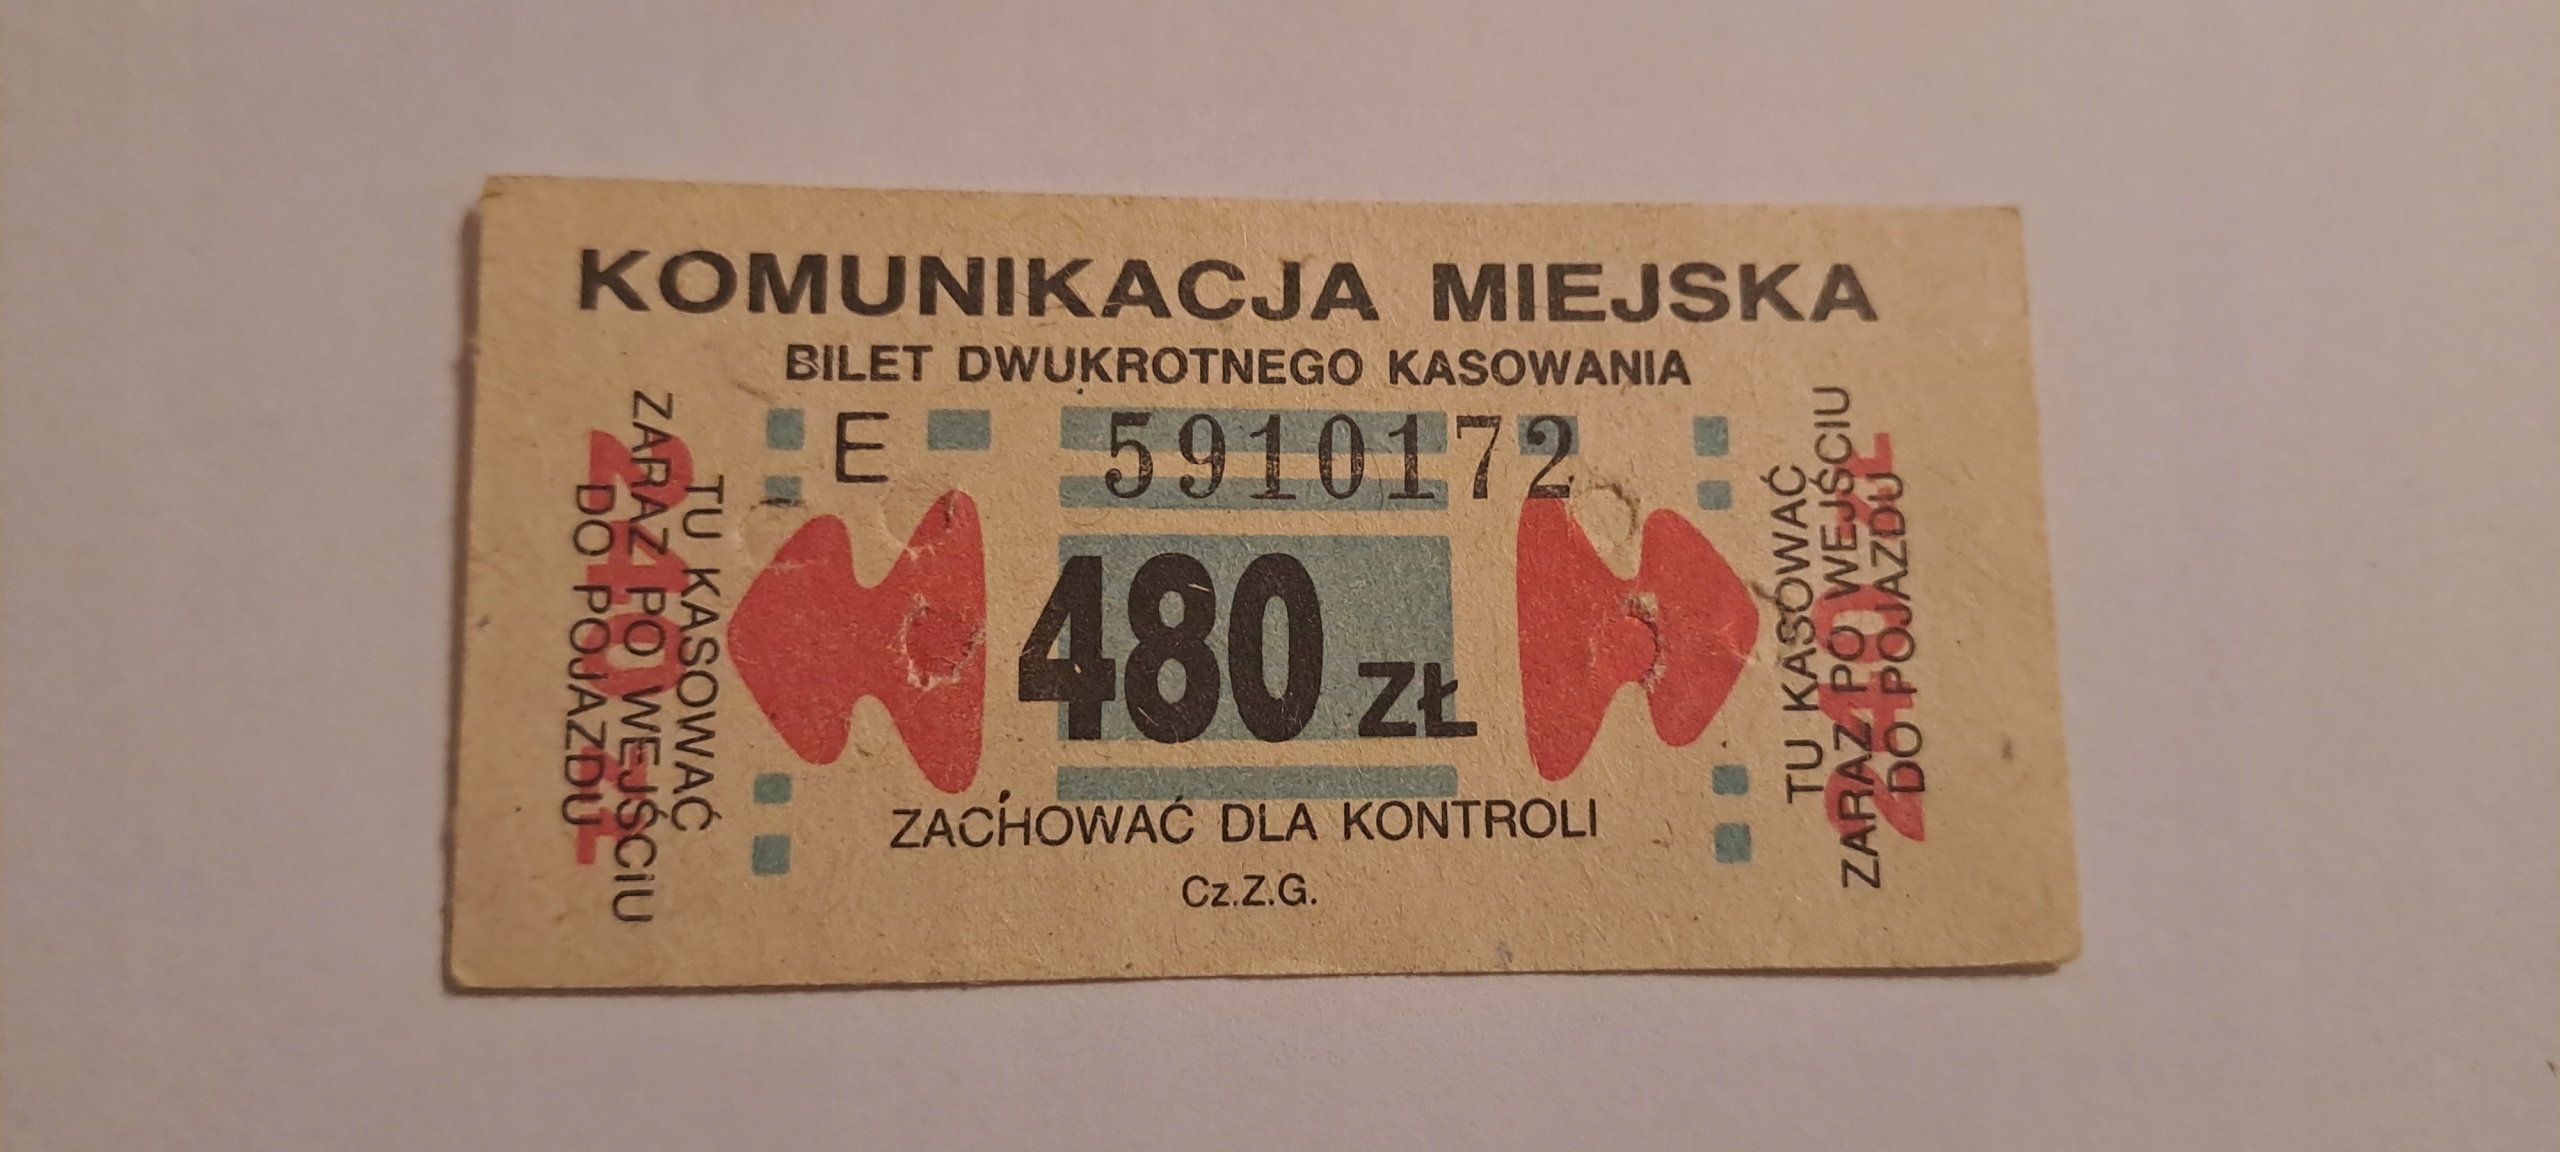 KOMUNIKACJA MIEJSKA
BILET DWUKROTNEGO KASOWANIA
E 5910172
480 ZŁ
ZACHOWAĆ DLA KONTROLI
Cz.Z.G.
TU KASOWAĆ
ZARAZ PO WEJŚCIU
DO POJAZDU
240 ZŁ
TU KASOWAĆ
ZARAZ PO WEJŚCIU
DO POJAZDU
240 ZŁ